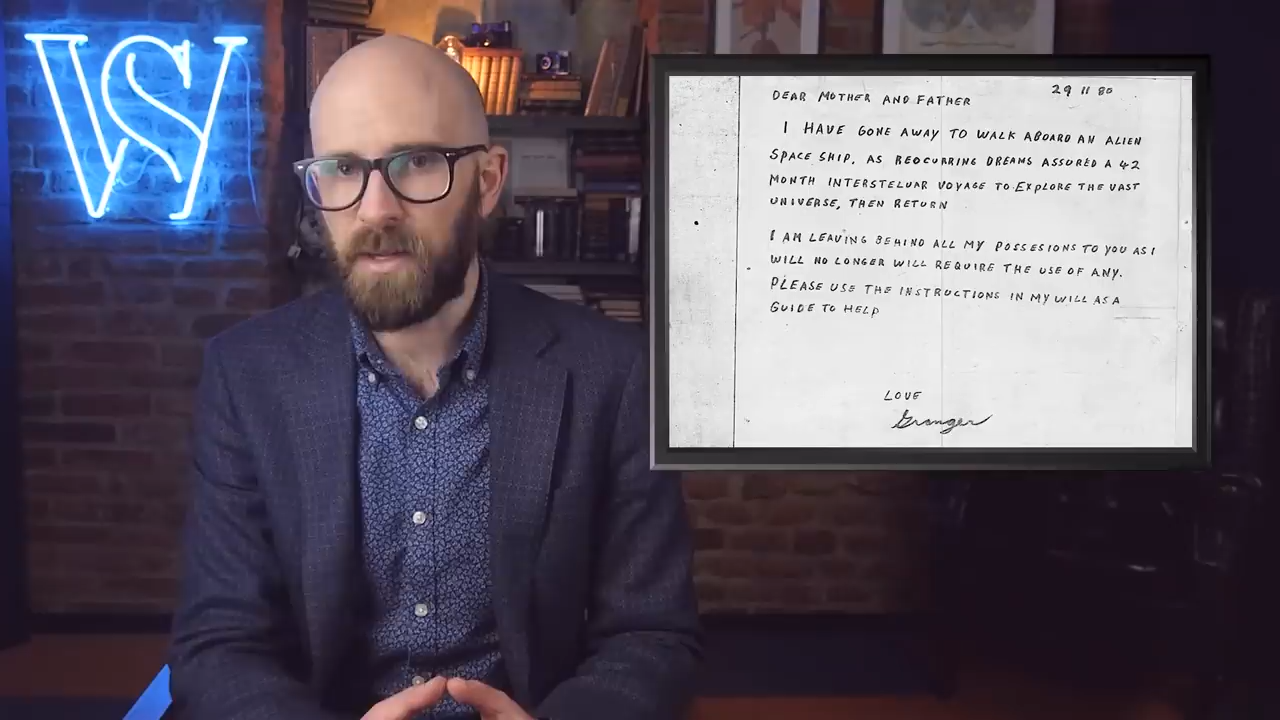 WS
29 11 80
DEAR MOTHER AND FATHER
I HAVE GONE AWAY TO WALK ABOARD AN ALIEN
SPACE SHIP, AS REOCURRING DREAMS ASSURED A 42
MONTH INTERSTELLAR VOYAGE TO EXPLORE THE VAST
UNIVERSE, THEN RETURN
I AM LEAVING BEHIND ALL MY POSSESIONS TO YOU AS I
WILL NO LONGER WILL REQUIRE THE USE OF ANY.
PLEASE USE THE INSTRUCTIONS IN MY WILL AS A
GUIDE TO HELP
LOVE
Granger